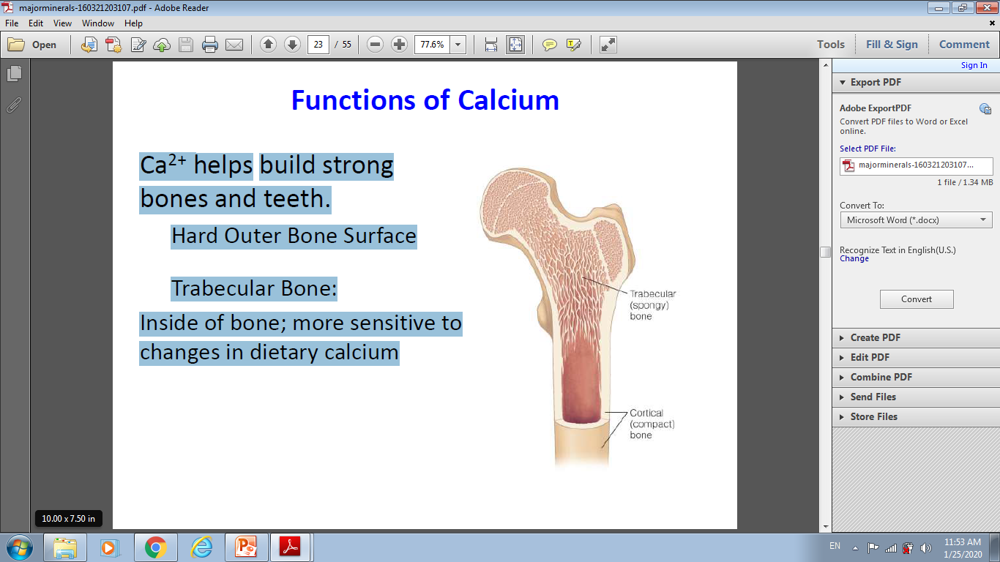 majorminerals-160321203107.pdf - Adobe Reader
File Edit View Window Help
Open 23 / 55 77.6% Tools Fill & Sign Comment
Sign In
Export PDF
Adobe ExportPDF
Convert PDF files to Word or Excel
online.
Select PDF File:
majorminerals-160321203107...
1 file / 1.34 MB
Convert To:
Microsoft Word (*.docx)
Recognize Text in English(U.S.)
Change
Convert
Create PDF
Edit PDF
Combine PDF
Send Files
Store Files
Functions of Calcium
Ca2+ helps build strong
bones and teeth.
Hard Outer Bone Surface
Trabecular Bone:
Inside of bone; more sensitive to
changes in dietary calcium
Trabecular
(spongy)
bone
Cortical
(compact)
bone
10.00 x 7.50 in
EN
11:53 AM
1/25/2020